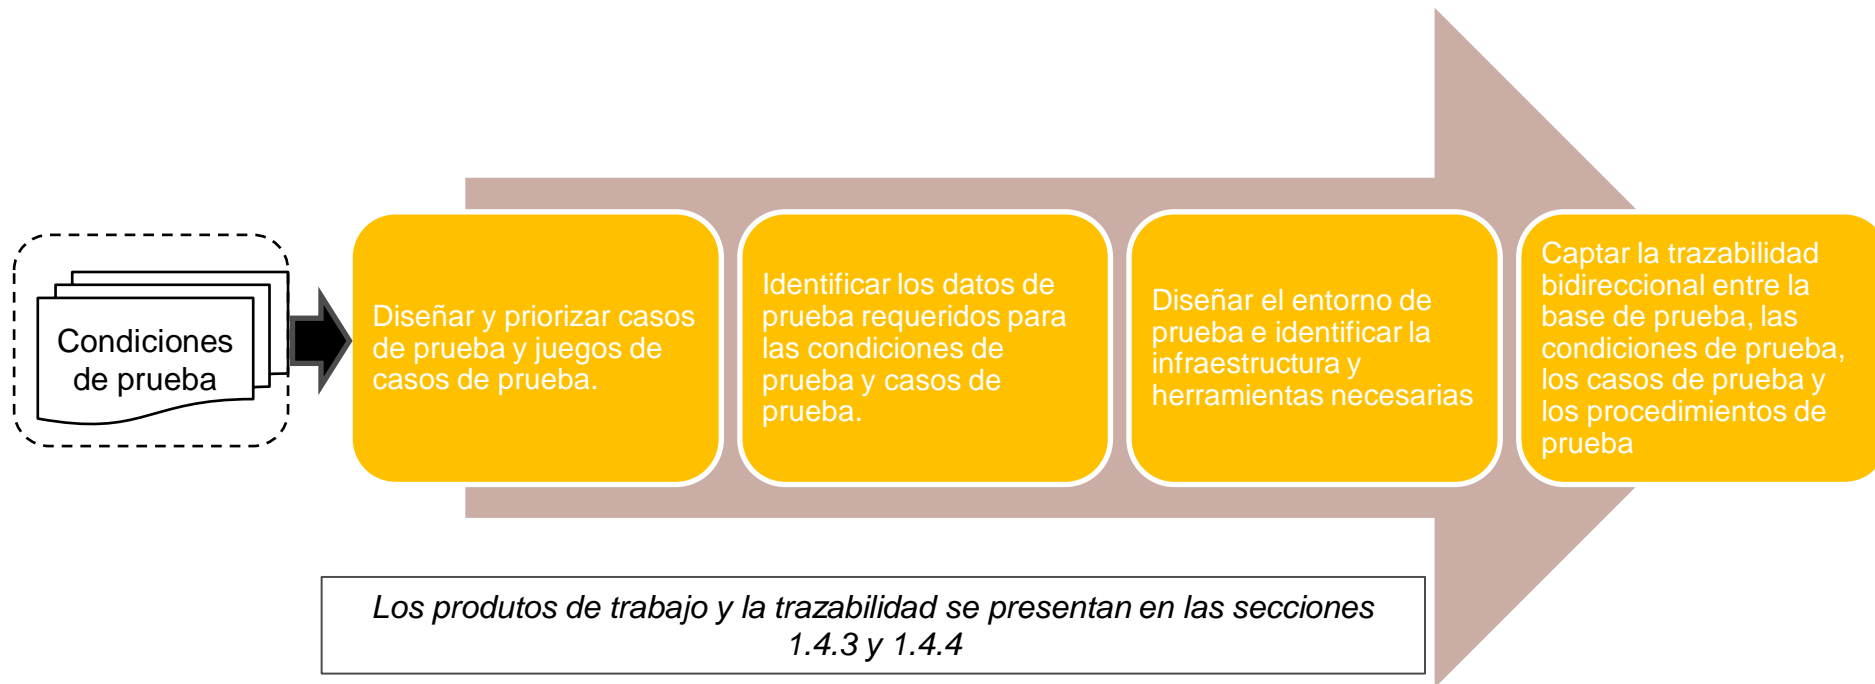 Condiciones
de prueba
Diseñar y priorizar casos
de prueba y juegos de
casos de prueba.
Identificar los datos de
prueba requeridos para
las condiciones de
prueba y casos de
prueba.
Diseñar el entorno de
prueba e identificar la
infraestructura y
herramientas necesarias
Captar la trazabilidad
bidireccional entre la
base de prueba, las
condiciones de prueba,
los casos de prueba y
los procedimientos de
prueba
Los produtos de trabajo y la trazabilidad se presentan en las secciones
1.4.3 y 1.4.4